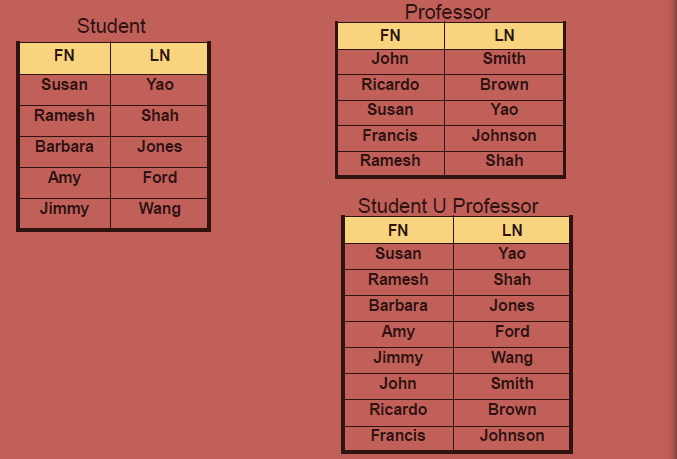 Student
FN LN
Susan Yao
Ramesh Shah
Barbara Jones
Amy Ford
Jimmy Wang
Professor
FN LN
John Smith
Ricardo Brown
Susan Yao
Francis Johnson
Ramesh Shah
Student U Professor
FN LN
Susan Yao
Ramesh Shah
Barbara Jones
Amy Ford
Jimmy Wang
John Smith
Ricardo Brown
Francis Johnson